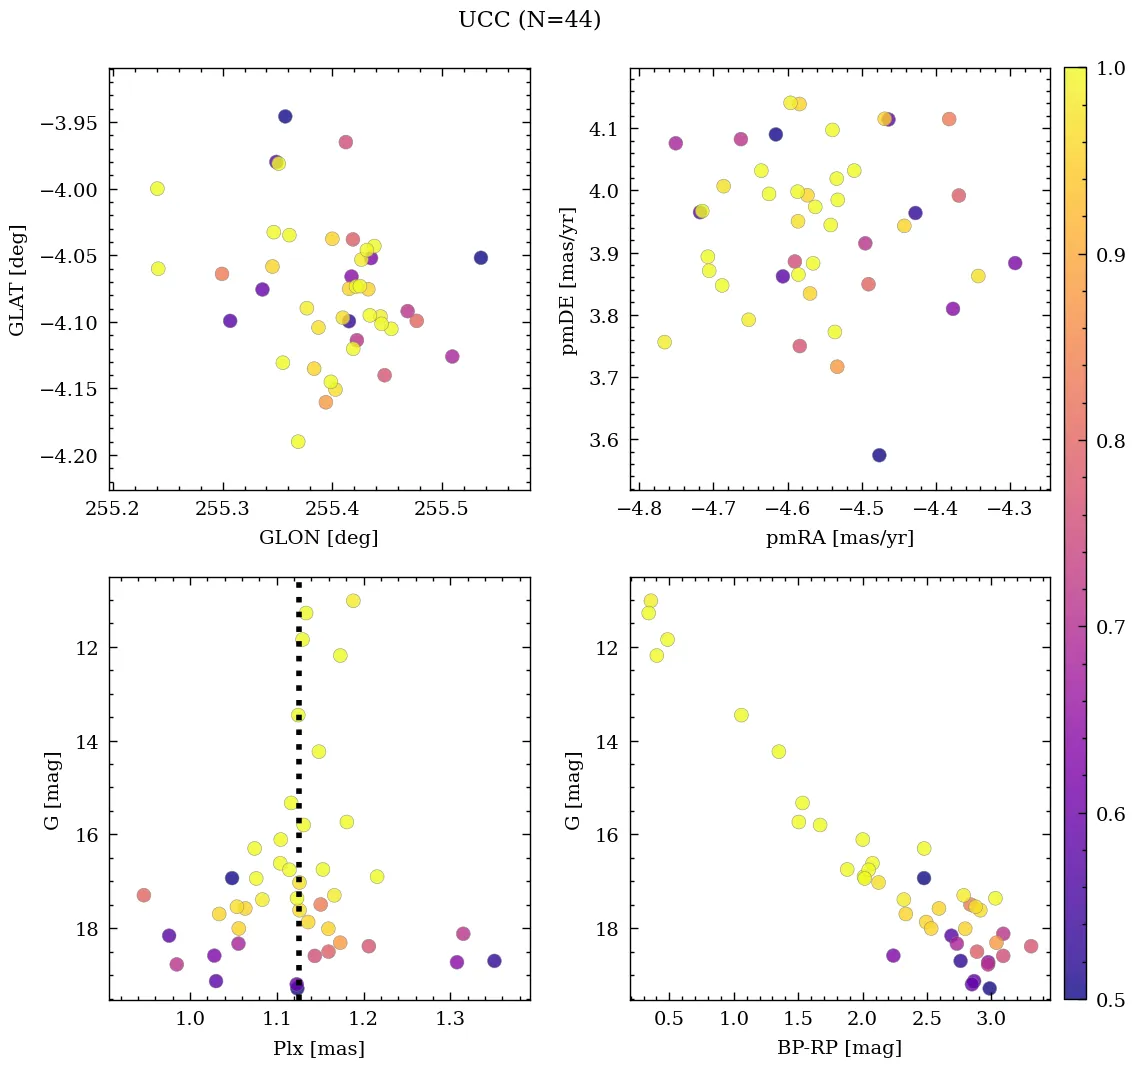 UCC (N=44)
−3.95
−4.00
−4.05
−4.10
−4.15
−4.20
GLAT [deg]
255.2 255.3 255.4 255.5
GLON [deg]
4.1
4.0
3.9
3.8
3.7
3.6
pmDE [mas/yr]
−4.8 −4.7 −4.6 −4.5 −4.4 −4.3
pmRA [mas/yr]
12
14
16
18
G [mag]
1.0 1.1 1.2 1.3
Plx [mas]
12
14
16
18
G [mag]
0.5 1.0 1.5 2.0 2.5 3.0
BP-RP [mag]
1.0
0.9
0.8
0.7
0.6
0.5